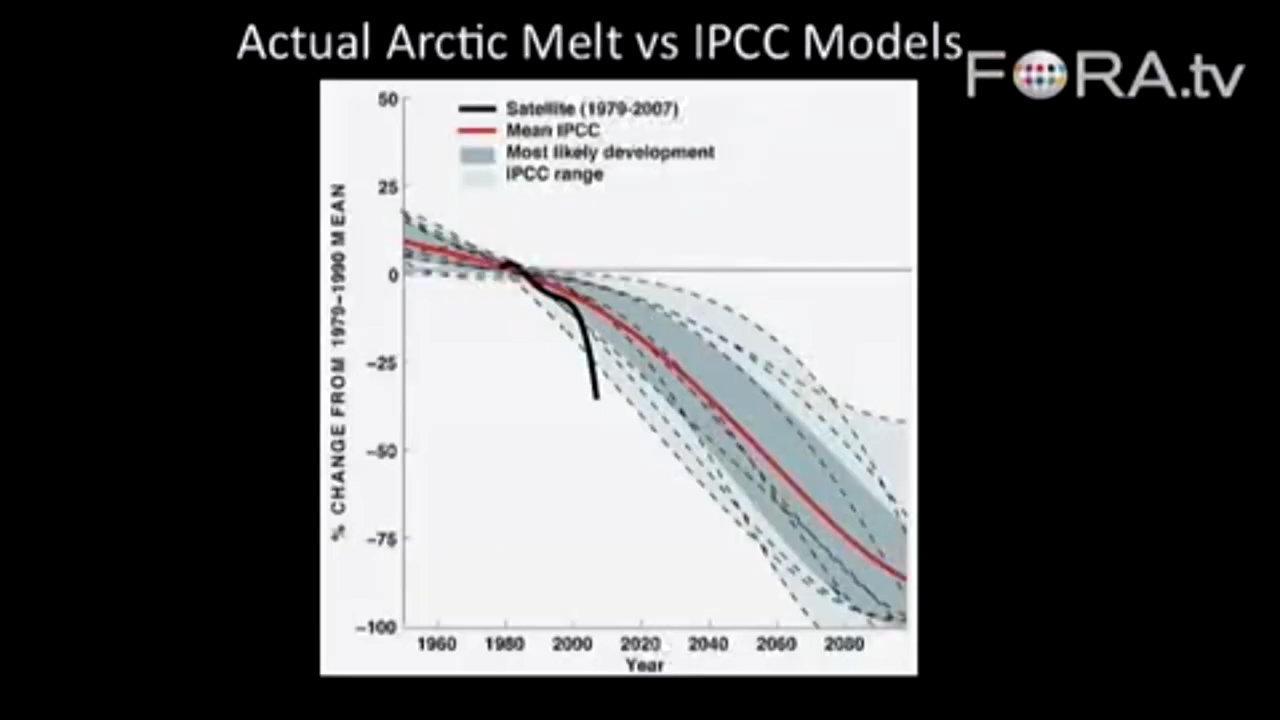 Actual Arctic Melt vs IPCC Models
FORA.tv
50
25
0
−25
−50
−75
−100
% CHANGE FROM 1979–1990 MEAN
Satellite (1979-2007)
Mean IPCC
Most likely development
IPCC range
1960 1980 2000 2020 2040 2060 2080
Year